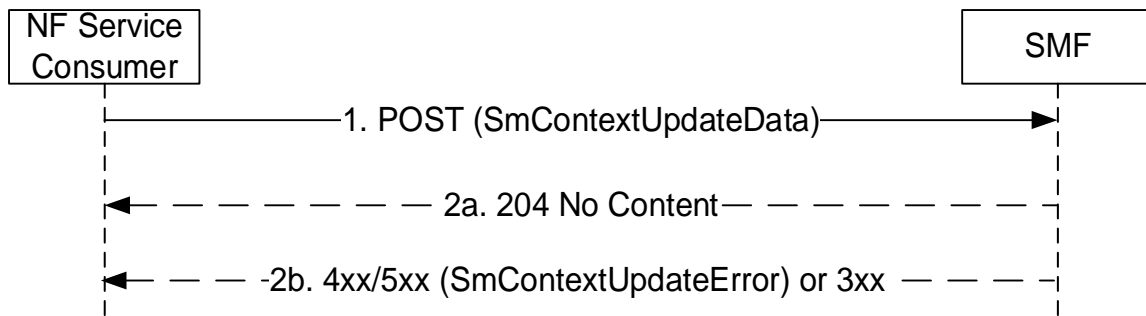 NF Service
Consumer
SMF
1. POST (SmContextUpdateData)
2a. 204 No Content
2b. 4xx/5xx (SmContextUpdateError) or 3xx